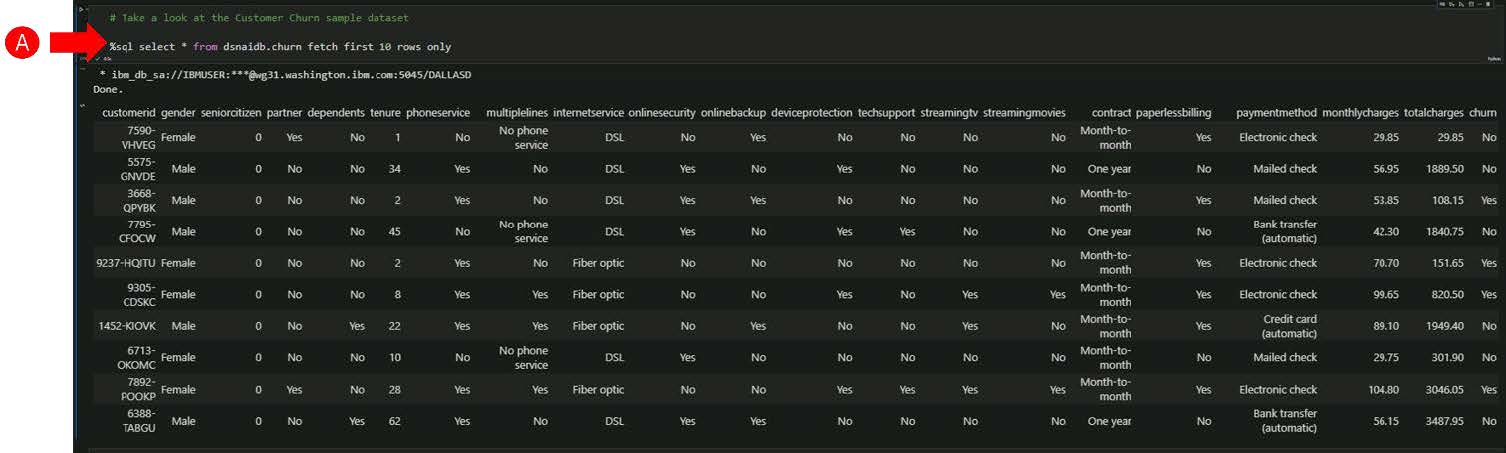 A
# Take a look at the Customer Churn sample dataset
%sql select * from dsnaidb.churn fetch first 10 rows only
Python
* ibm_db_sa://IBMUSER:***@wg31.washington.ibm.com:5045/DALLASD
Done.
customerid gender seniorcitizen partner dependents tenure phoneservice multiplelines internetservice onlinesecurity onlinebackup deviceprotection techsupport streamingtv streamingmovies contract paperlessbilling paymentmethod monthlycharges totalcharges churn
7590-VHVEG Female 0 Yes No 1 No No phone service DSL No Yes No No No No Month-to-month Yes Electronic check 29.85 29.85 No
5575-GNVDE Male 0 No No 34 Yes No DSL Yes No Yes No No No One year No Mailed check 56.95 1889.50 No
3668-QPYBK Male 0 No No 2 Yes No DSL Yes Yes No No No No Month-to-month Yes Mailed check 53.85 108.15 Yes
7795-CFOCW Male 0 No No 45 No No phone service DSL Yes No Yes Yes No No One year No Bank transfer (automatic) 42.30 1840.75 No
9237-HQITU Female 0 No No 2 Yes No Fiber optic No No No No No No Month-to-month Yes Electronic check 70.70 151.65 Yes
9305-CDSKC Female 0 No No 8 Yes Yes Fiber optic No No Yes No Yes Yes Month-to-month Yes Electronic check 99.65 820.50 Yes
1452-KIOVK Male 0 No Yes 22 Yes Yes Fiber optic No Yes No No Yes No Month-to-month Yes Credit card (automatic) 89.10 1949.40 No
6713-OKOMC Female 0 No No 10 No No phone service DSL Yes No No No No No Month-to-month No Mailed check 29.75 301.90 No
7892-POOKP Female 0 Yes No 28 Yes Yes Fiber optic No No Yes Yes Yes Yes Month-to-month Yes Electronic check 104.80 3046.05 Yes
6388-TABGU Male 0 No Yes 62 Yes No DSL Yes Yes No No No No One year No Bank transfer (automatic) 56.15 3487.95 No